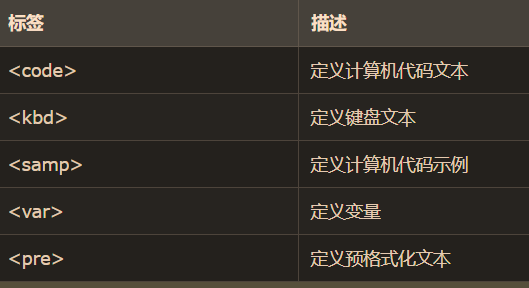 标签 描述
<code> 定义计算机代码文本
<kbd> 定义键盘文本
<samp> 定义计算机代码示例
<var> 定义变量
<pre> 定义预格式化文本